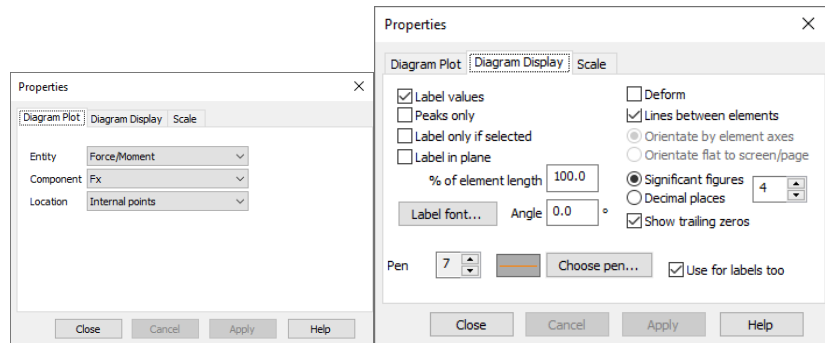 Properties
Diagram Plot Diagram Display Scale
Entity Force/Moment
Component Fx
Location Internal points
Close Cancel Apply Help
Properties
Diagram Plot Diagram Display Scale
Label values Deform
Peaks only Lines between elements
Label only if selected Orientate by element axes
Label in plane Orientate flat to screen/page
% of element length 100.0 Significant figures 4
Decimal places
Label font... Angle 0.0 ° Show trailing zeros
Pen 7 Choose pen... Use for labels too
Close Cancel Apply Help